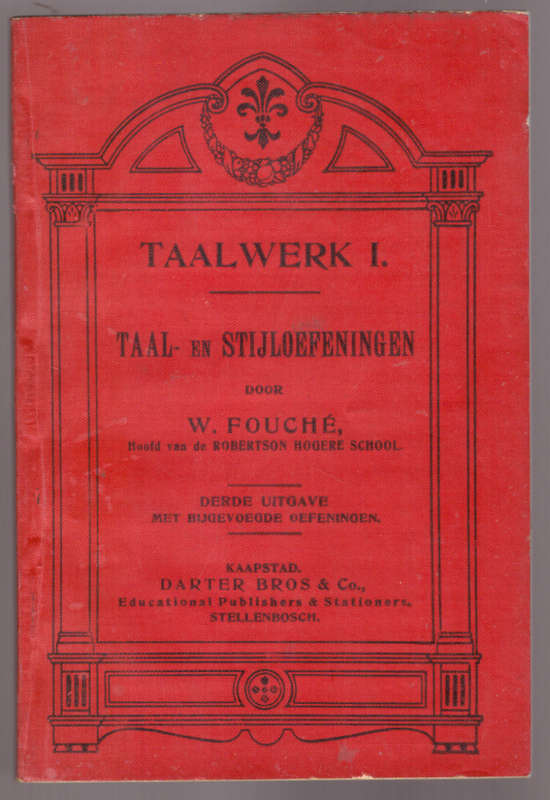 TAALWERK I.
TAAL- EN STIJLOEFENINGEN
DOOR
W. FOUCHÉ,
Hoofd van de ROBERTSON HOGERE SCHOOL.
DERDE UITGAVE
MET BIJGEVOEGDE OEFENINGEN.
KAAPSTAD.
DARTER BROS & Co.,
Educational Publishers & Stationers,
STELLENBOSCH.